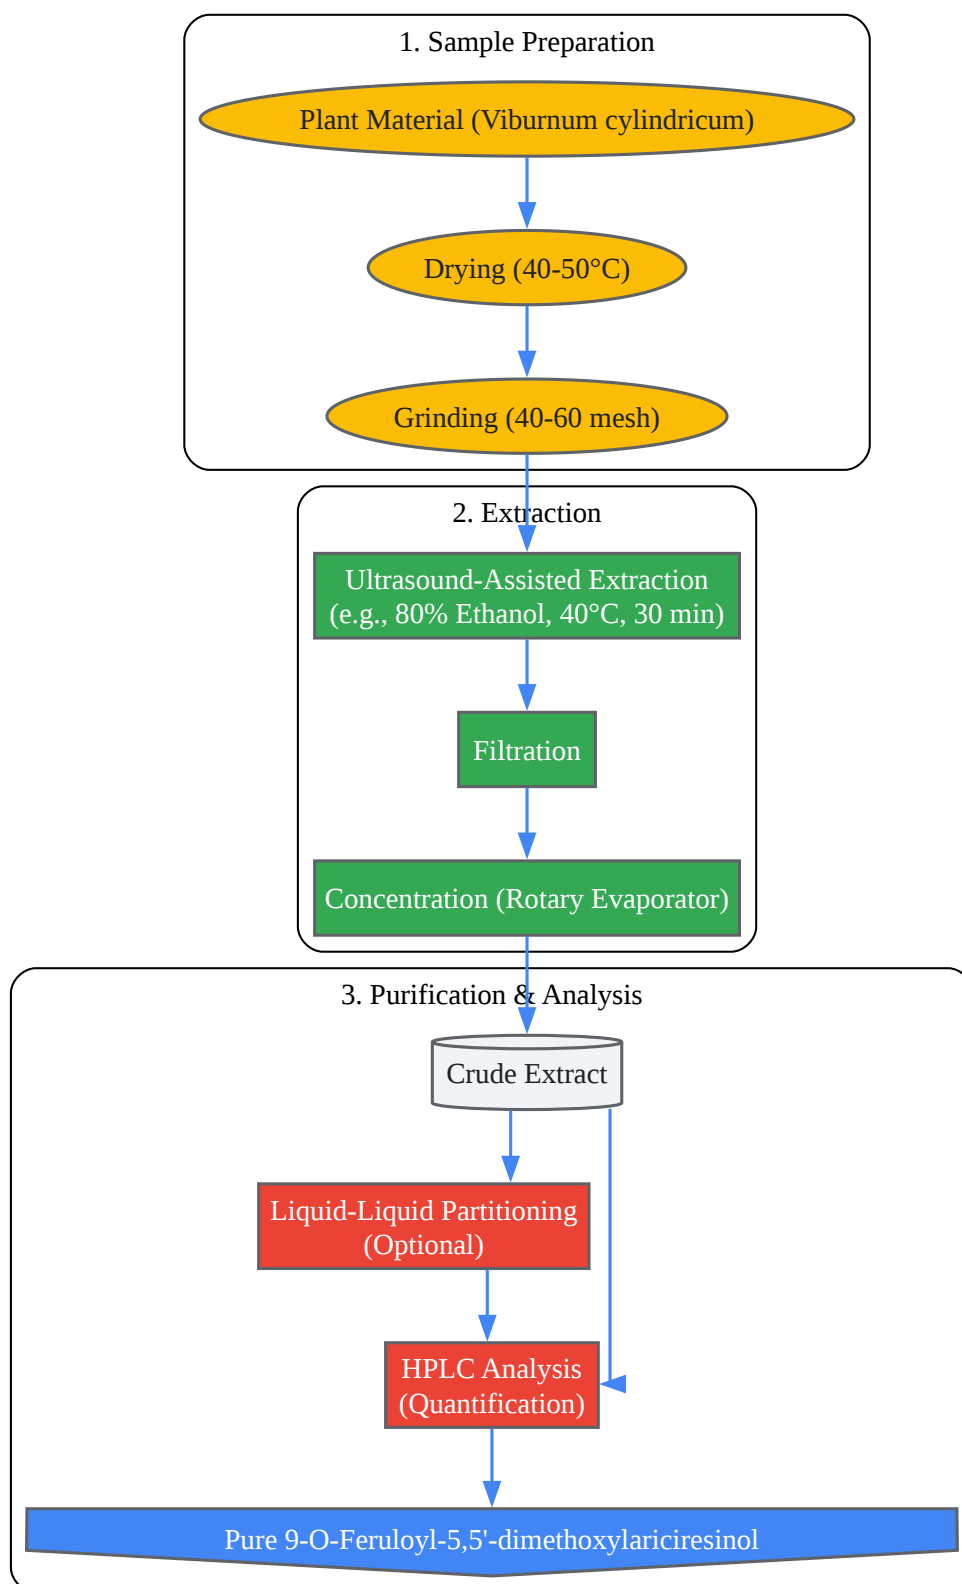 1. Sample Preparation
Plant Material (Viburnum cylindricum)
Drying (40-50°C)
Grinding (40-60 mesh)
2. Extraction
Ultrasound-Assisted Extraction
(e.g., 80% Ethanol, 40°C, 30 min)
Filtration
Concentration (Rotary Evaporator)
3. Purification & Analysis
Crude Extract
Liquid-Liquid Partitioning
(Optional)
HPLC Analysis
(Quantification)
Pure 9-O-Feruloyl-5,5'-dimethoxylariciresinol